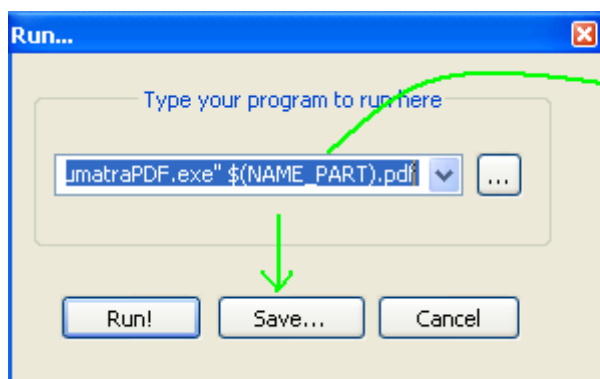 Run...
Type your program to run here
umatraPDF.exe" $(NAME_PART).pdf
...
Run!
Save...
Cancel